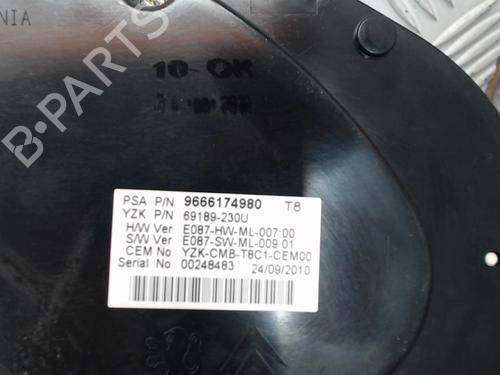 NIA
10-OK
PSA P/N 9666174980 T8
YZK P/N 69189-230U
H/W Ver E087-HW-ML-007.00
S/W Ver E087-SW-ML-009.01
CEM No YZK-CMB-T8C1-CEM00
Serial No 00248483 24/09/2010